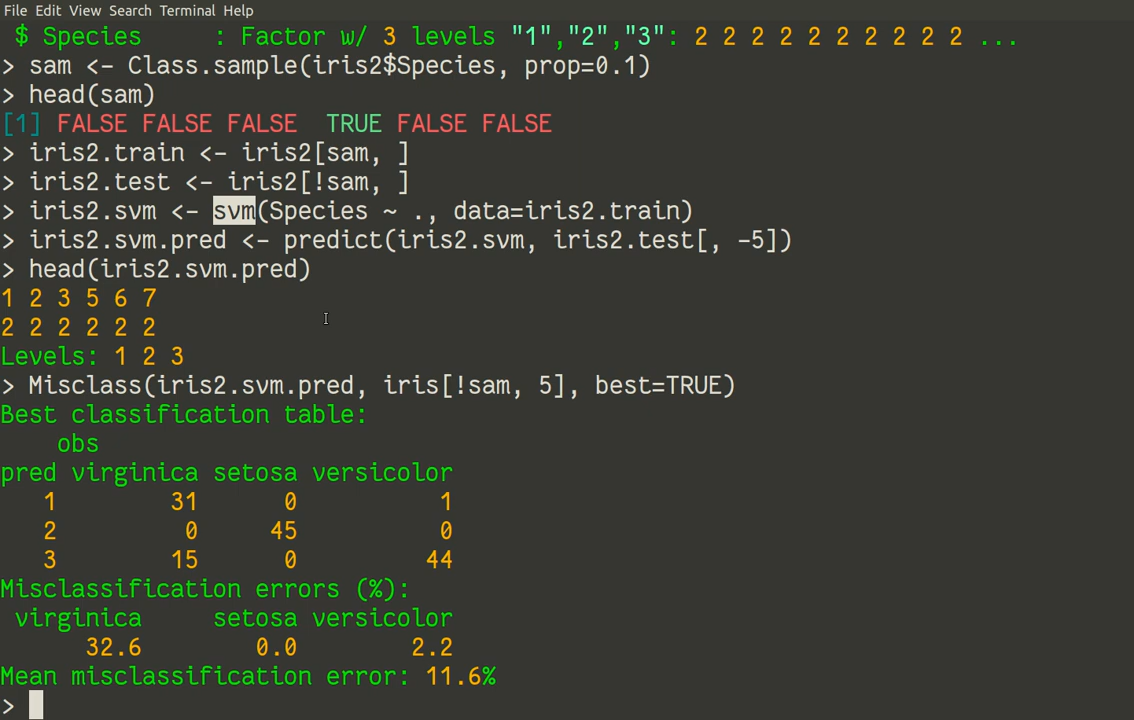 File Edit View Search Terminal Help
$ Species     : Factor w/ 3 levels "1","2","3": 2 2 2 2 2 2 2 2 2 2 ...
> sam <- Class.sample(iris2$Species, prop=0.1)
> head(sam)
[1] FALSE FALSE FALSE  TRUE FALSE FALSE
> iris2.train <- iris2[sam, ]
> iris2.test <- iris2[!sam, ]
> iris2.svm <- svm(Species ~ ., data=iris2.train)
> iris2.svm.pred <- predict(iris2.svm, iris2.test[, -5])
> head(iris2.svm.pred)
1 2 3 5 6 7
2 2 2 2 2 2
Levels: 1 2 3
> Misclass(iris2.svm.pred, iris[!sam, 5], best=TRUE)
Best classification table:
    obs
pred virginica setosa versicolor
   1        31      0          1
   2         0     45          0
   3        15      0         44
Misclassification errors (%):
 virginica     setosa versicolor
      32.6        0.0        2.2
Mean misclassification error: 11.6%
>